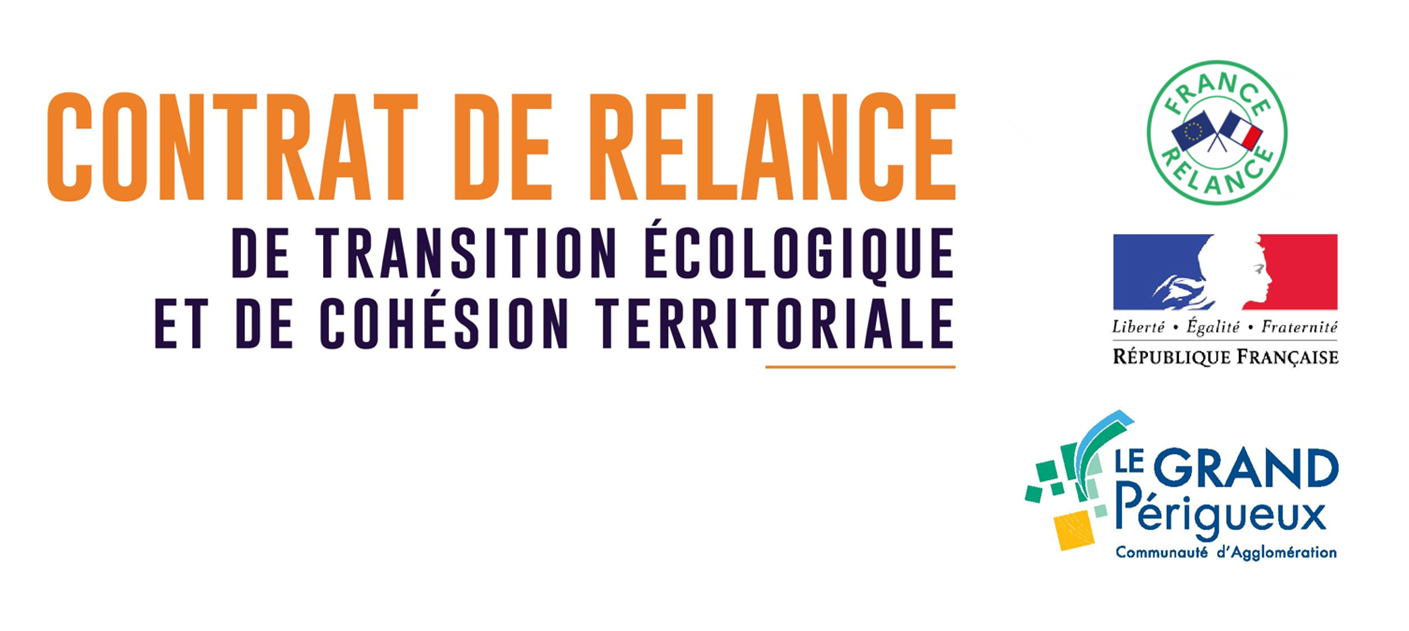 CONTRAT DE RELANCE
DE TRANSITION ÉCOLOGIQUE
ET DE COHÉSION TERRITORIALE
FRANCE
RELANCE
Liberté • Égalité • Fraternité
RÉPUBLIQUE FRANÇAISE
LE GRAND
Périgueux
Communauté d'Agglomération